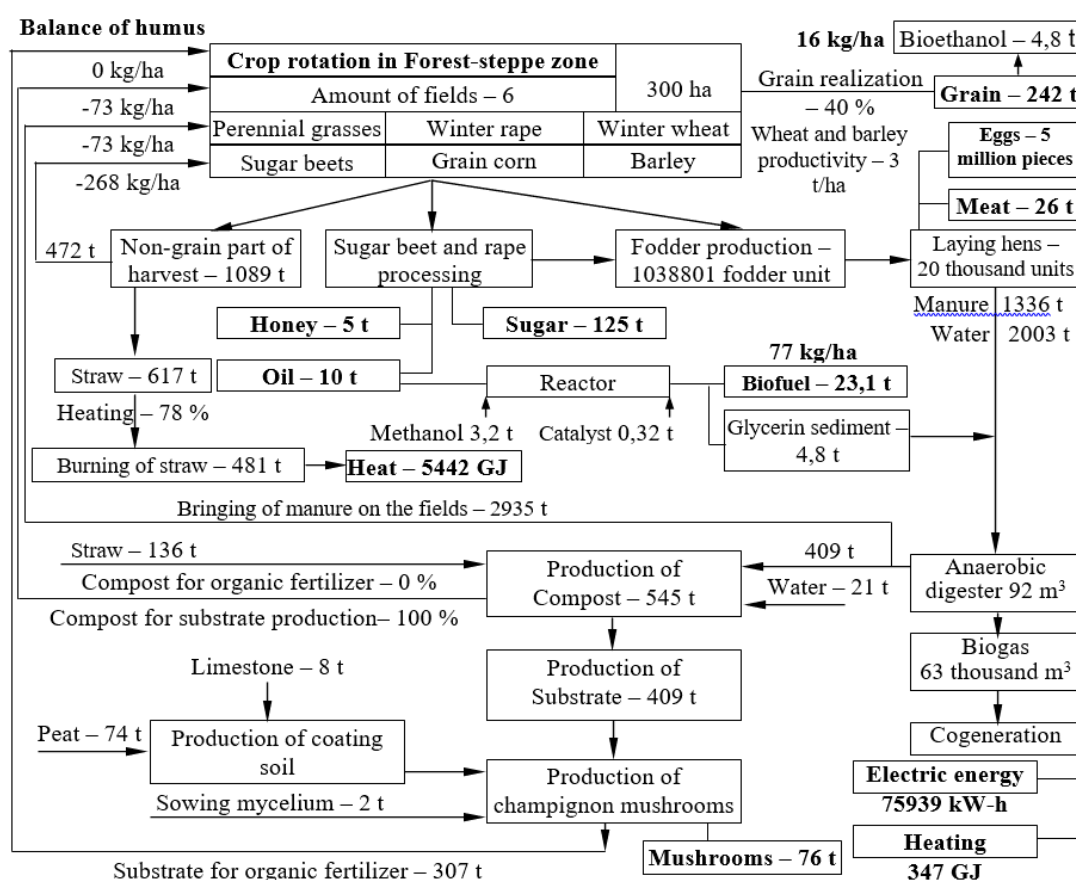 Balance of humus
0 kg/ha
-73 kg/ha
-73 kg/ha
-268 kg/ha
Crop rotation in Forest-steppe zone
Amount of fields – 6
300 ha
Perennial grasses
Winter rape
Winter wheat
Sugar beets
Grain corn
Barley
16 kg/ha
Bioethanol – 4,8 t
Grain realization
– 40 %
Grain – 242 t
Wheat and barley
productivity – 3
t/ha
Eggs – 5
million pieces
Meat – 26 t
472 t
Non-grain part of
harvest – 1089 t
Sugar beet and rape
processing
Fodder production –
1038801 fodder unit
Laying hens –
20 thousand units
Manure 1336 t
Water 2003 t
Honey – 5 t
Sugar – 125 t
Straw – 617 t
Oil – 10 t
Reactor
77 kg/ha
Biofuel – 23,1 t
Heating – 78 %
Methanol 3,2 t
Catalyst 0,32 t
Glycerin sediment –
4,8 t
Burning of straw – 481 t
Heat – 5442 GJ
Bringing of manure on the fields – 2935 t
Straw – 136 t
Compost for organic fertilizer – 0 %
Compost for substrate production– 100 %
Production of
Compost – 545 t
409 t
Water – 21 t
Anaerobic
digester 92 m³
Biogas
63 thousand m³
Limestone – 8 t
Production of
Substrate – 409 t
Peat – 74 t
Production of coating
soil
Cogeneration
Sowing mycelium – 2 t
Production of
champignon mushrooms
Electric energy
75939 kW-h
Substrate for organic fertilizer – 307 t
Mushrooms – 76 t
Heating
347 GJ